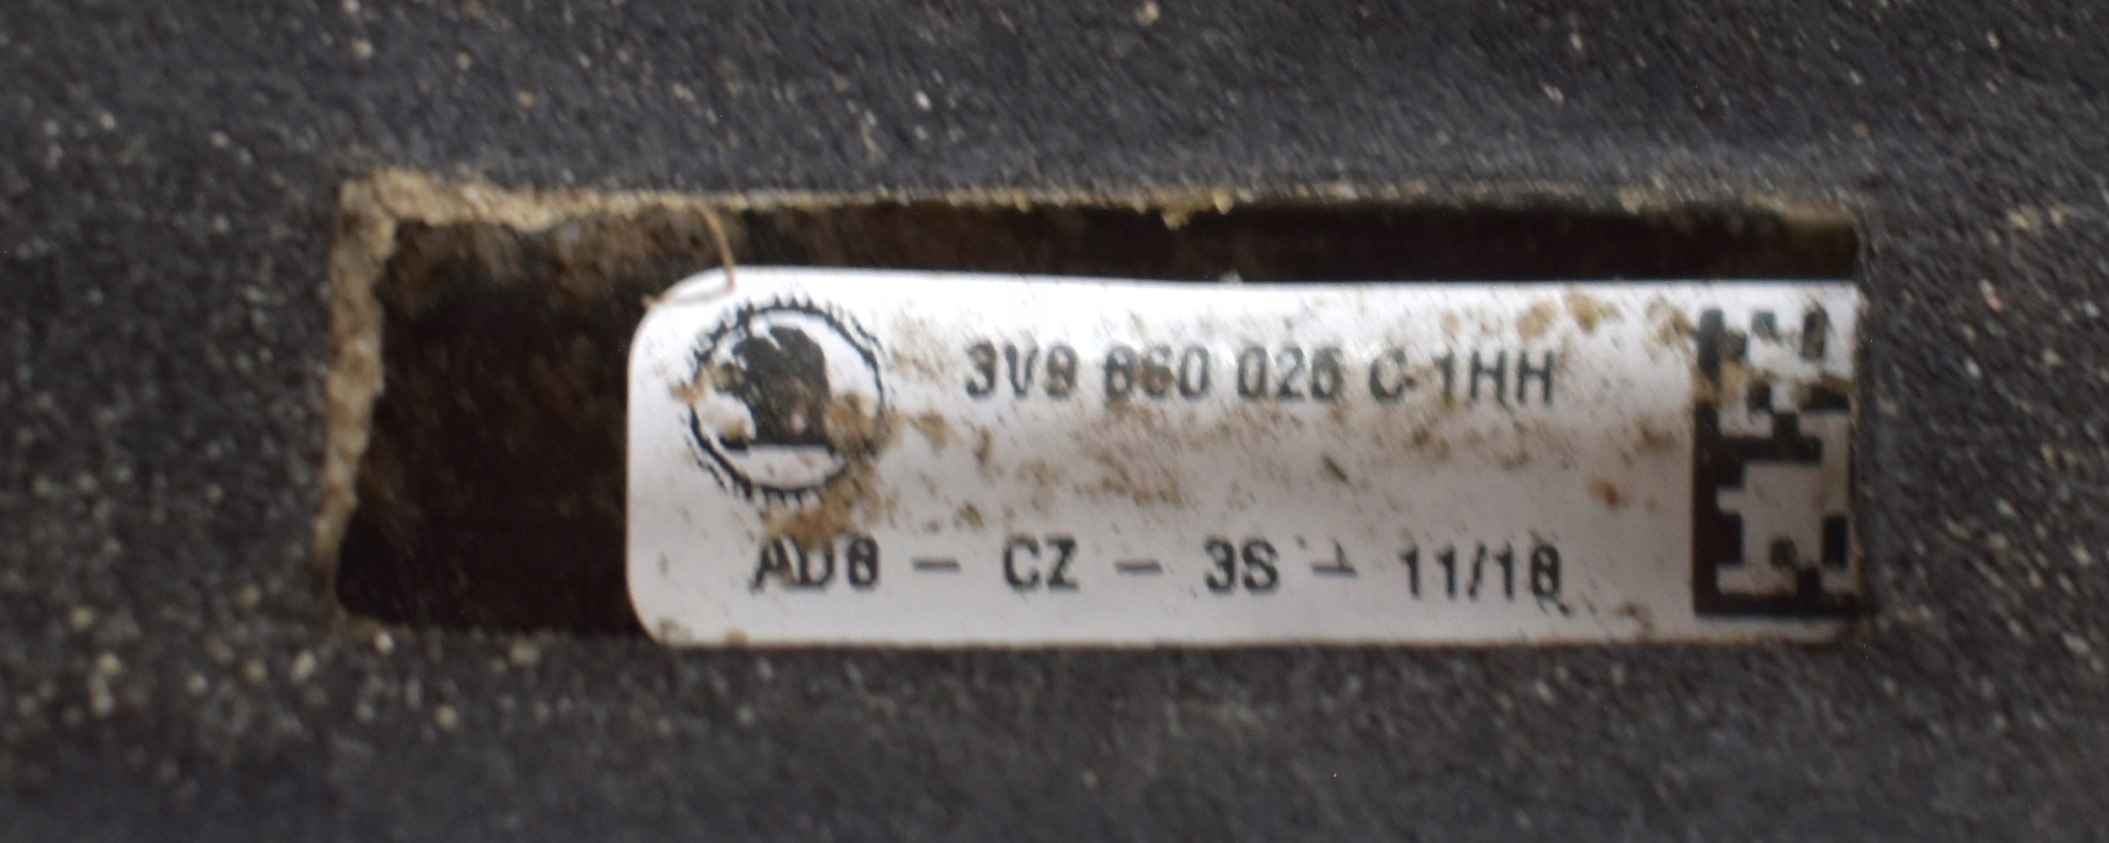 3V9 860 025 C 1HH
AD8 – CZ – 3S – 11/18